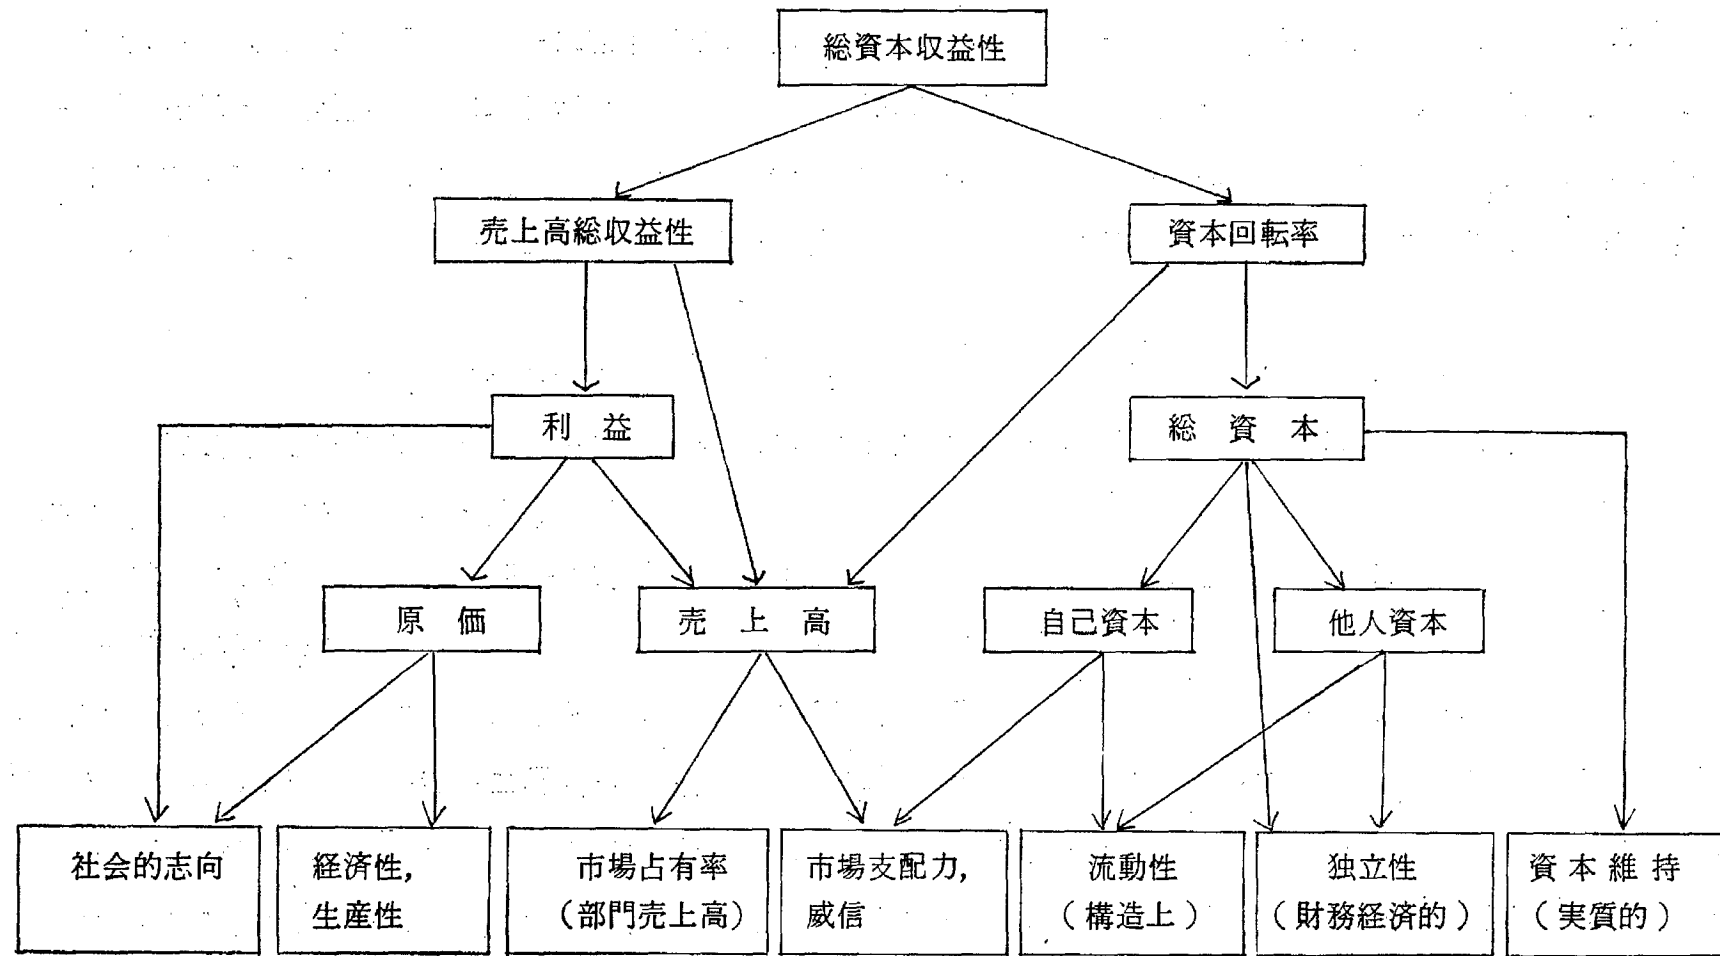 総資本収益性
売上高総収益性
資本回転率
利 益
総 資 本
原 価
売 上 高
自己資本
他人資本
社会的志向
経済性,
生産性
市場占有率
(部門売上高)
市場支配力,
威信
流動性
(構造上)
独立性
(財務経済的)
資 本 維 持
(実質的)